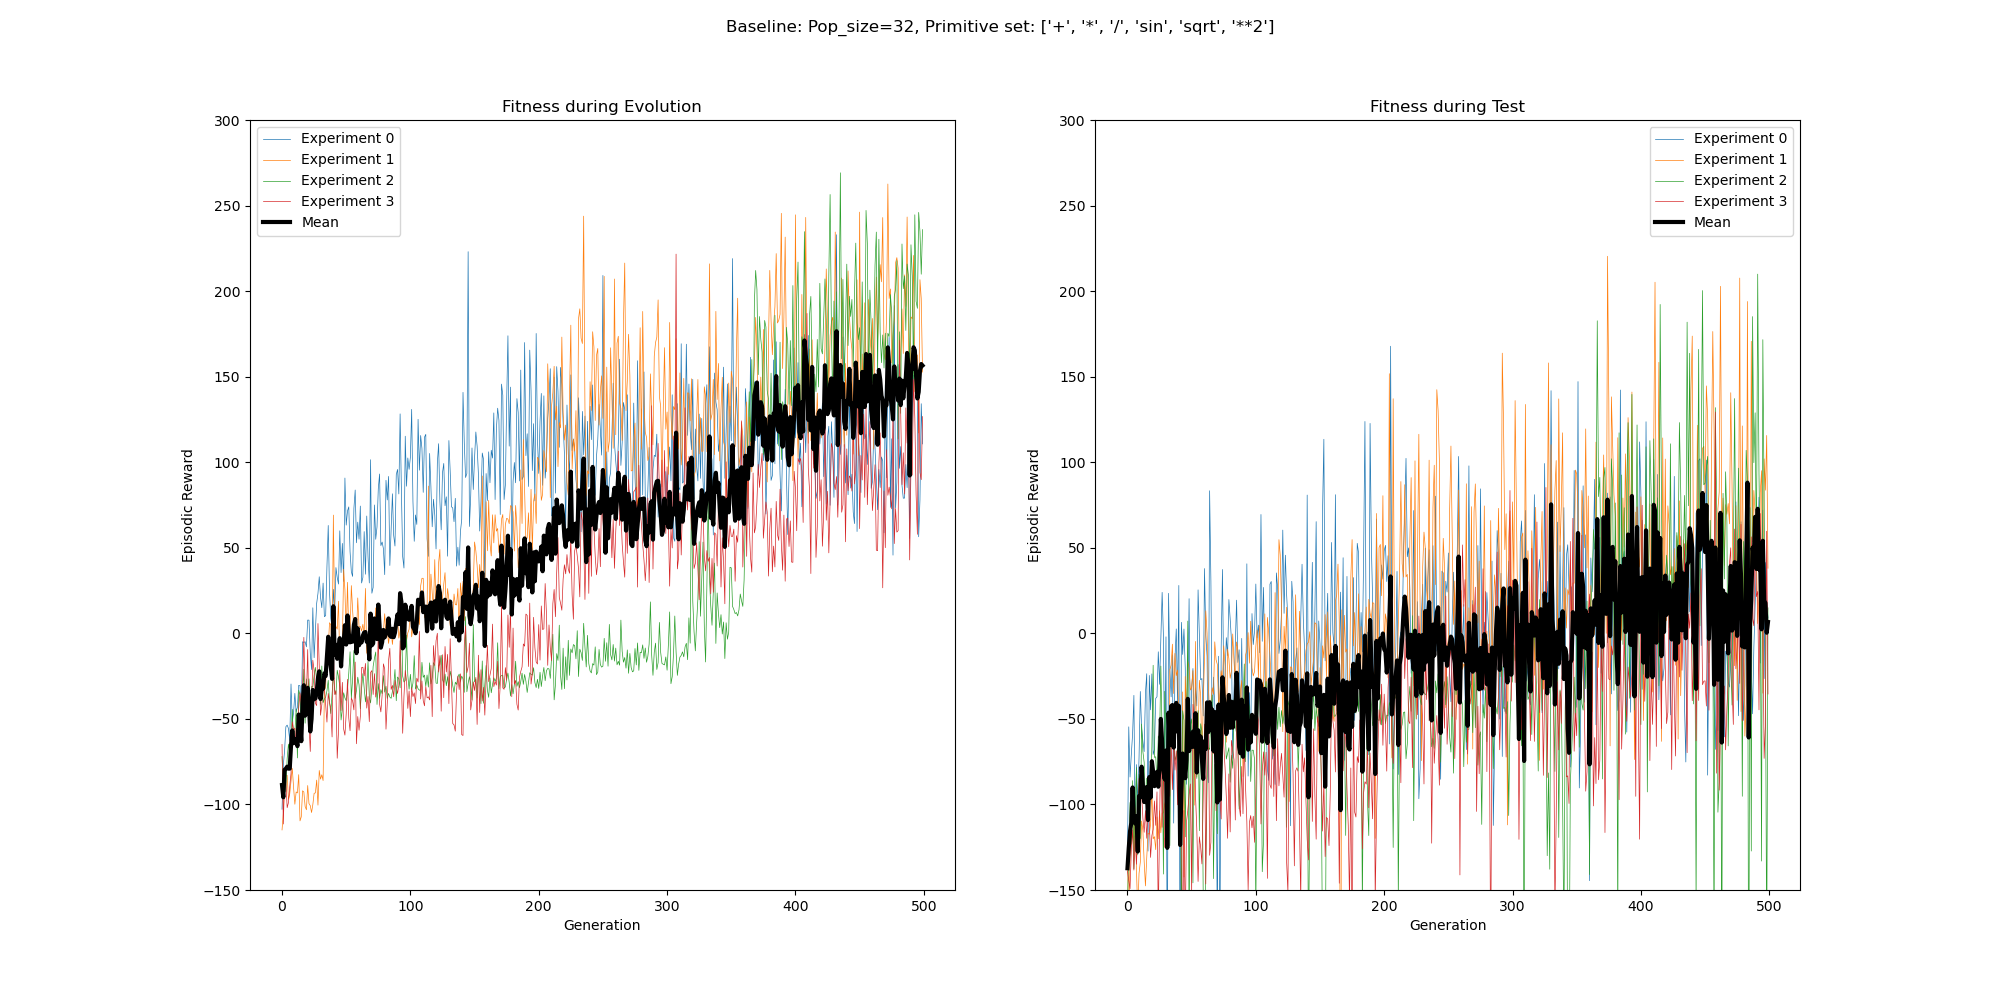 Baseline: Pop_size=32, Primitive set: ['+', '*', '/', 'sin', 'sqrt', '**2']
Fitness during Evolution
300
250
200
150
100
50
0
−50
−100
−150
Episodic Reward
Experiment 0
Experiment 1
Experiment 2
Experiment 3
Mean
0
100
200
300
400
500
Generation
Fitness during Test
300
250
200
150
100
50
0
−50
−100
−150
Episodic Reward
Experiment 0
Experiment 1
Experiment 2
Experiment 3
Mean
0
100
200
300
400
500
Generation